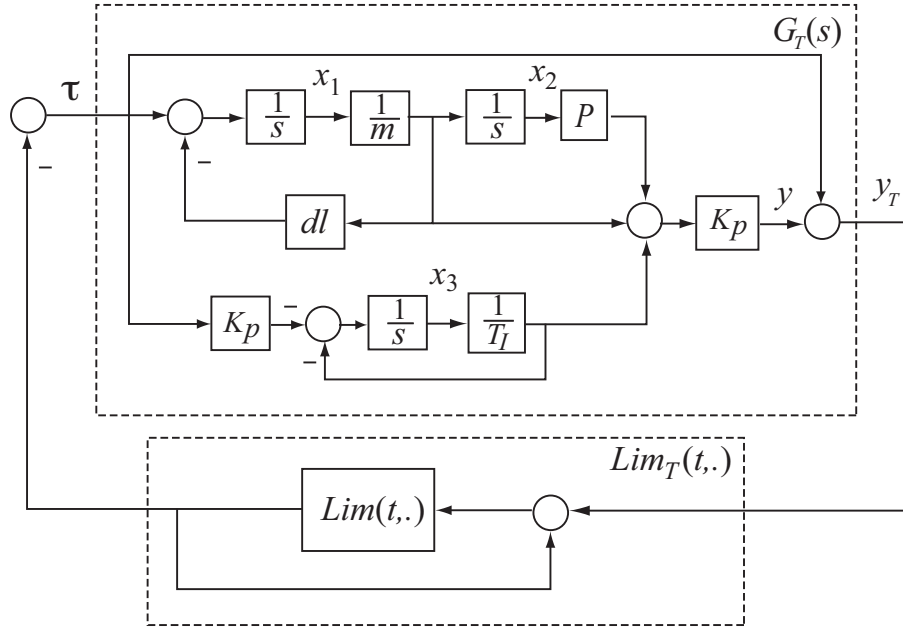 G_T(s)
τ
x_1
x_2
1/s
1/m
1/s
P
–
dl
K_p
y
y_T
–
x_3
K_p
–
1/s
1/T_I
–
Lim_T(t,.)
Lim(t,.)